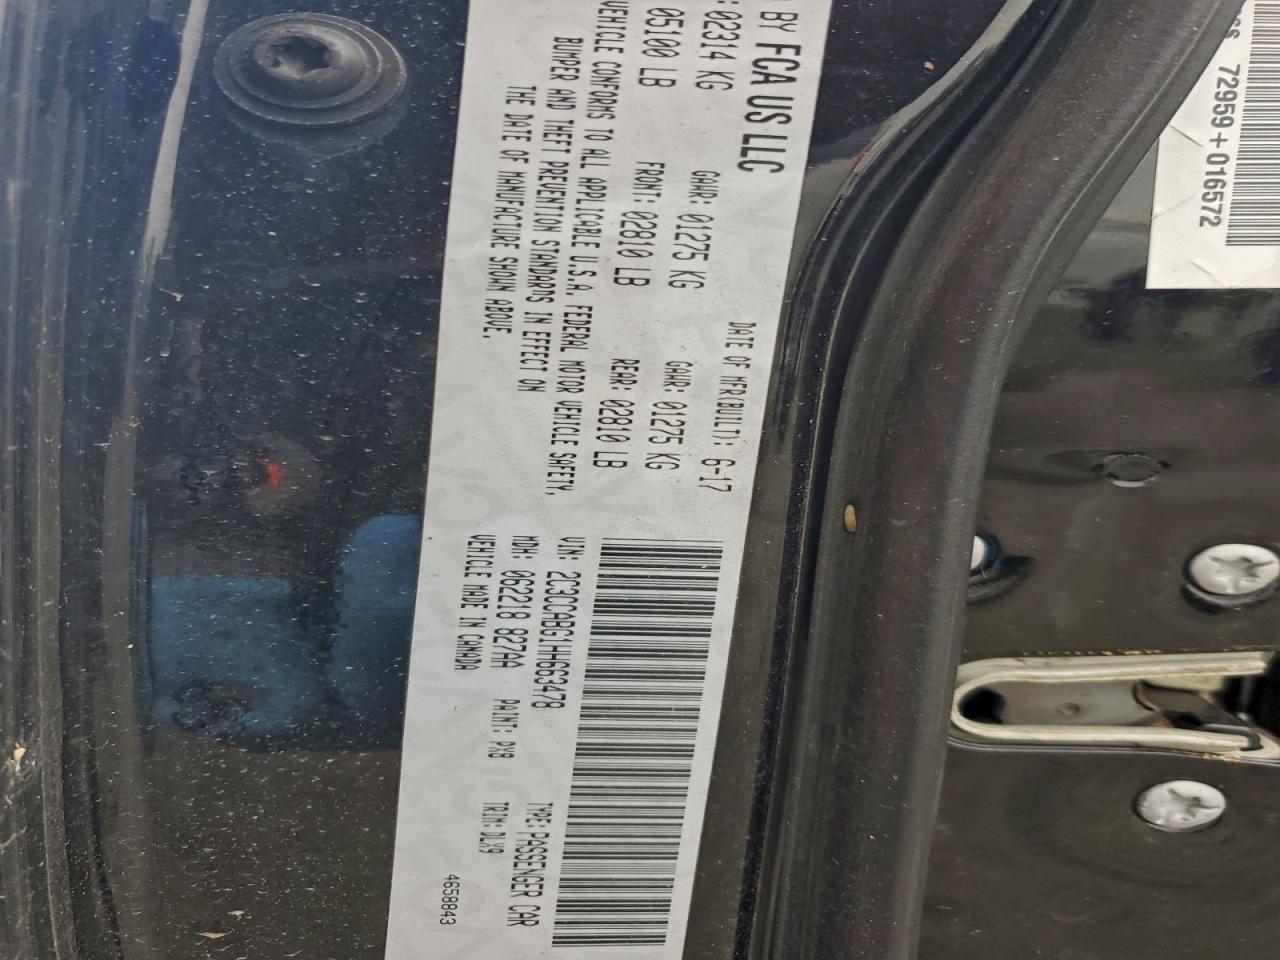 BY FCA US LLC
DATE OF MFR(BUILT): 6-17
: 02314 KG GAWR: 01275 KG GAWR: 01275 KG
05100 LB FRONT: 02810 LB REAR: 02810 LB
VEHICLE CONFORMS TO ALL APPLICABLE U.S.A. FEDERAL MOTOR VEHICLE SAFETY,
BUMPER AND THEFT PREVENTION STANDARDS IN EFFECT ON
THE DATE OF MANUFACTURE SHOWN ABOVE.
VIN: 2C3CCABG1HH663478 TYPE: PASSENGER CAR
MDH: 062218 827AA PAINT: PX8 TRIM: DLX9
VEHICLE MADE IN CANADA
4658843
72959+016572